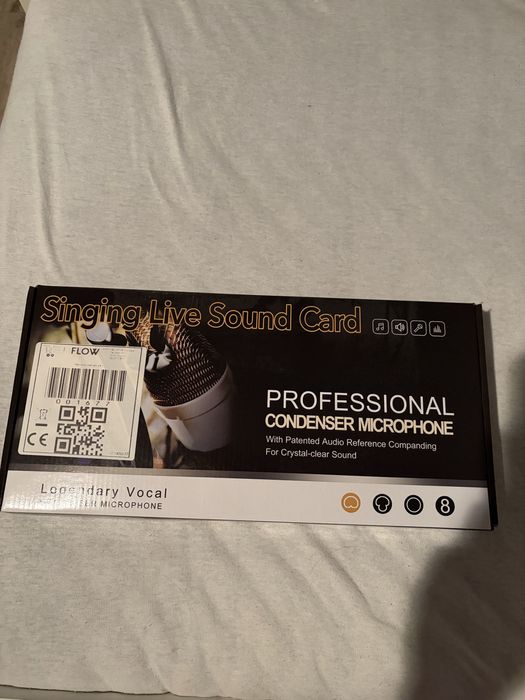 Singing Live Sound Card
FLOW
001677
CE
PROFESSIONAL
CONDENSER MICROPHONE
With Patented Audio Reference Companding
For Crystal-clear Sound
Legendary Vocal
MICROPHONE
8